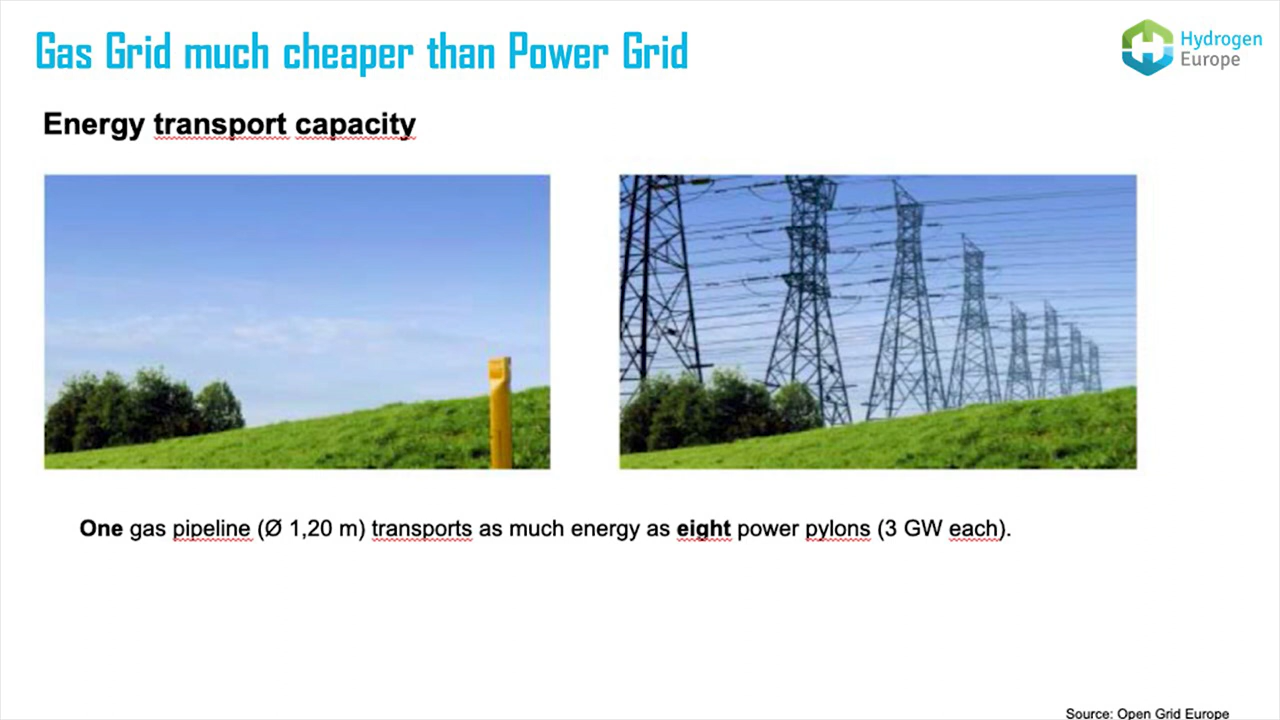 Gas Grid much cheaper than Power Grid
Hydrogen
Europe
Energy transport capacity
One gas pipeline (Ø 1,20 m) transports as much energy as eight power pylons (3 GW each).
Source: Open Grid Europe